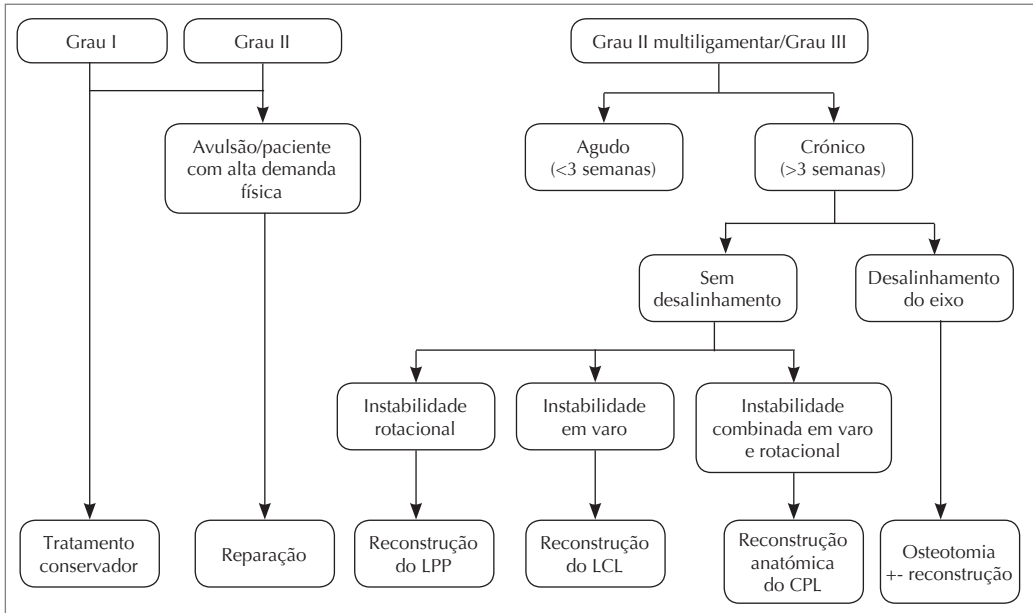 Grau I
Grau II
Grau II multiligamentar/Grau III
Avulsão/paciente
com alta demanda
física
Agudo
(<3 semanas)
Crónico
(>3 semanas)
Sem
desalinhamento
Desalinhamento
do eixo
Instabilidade
rotacional
Instabilidade
em varo
Instabilidade
combinada em varo
e rotacional
Tratamento
conservador
Reparação
Reconstrução
do LPP
Reconstrução
do LCL
Reconstrução
anatómica
do CPL
Osteotomia
+- reconstrução